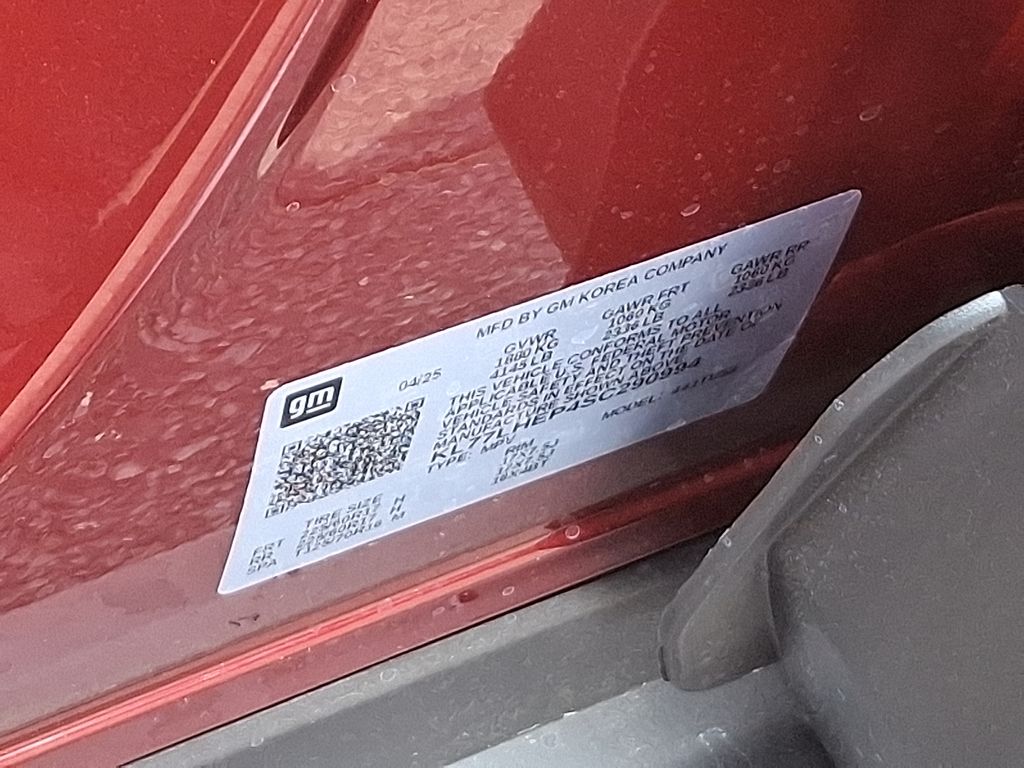 MFD BY GM KOREA COMPANY
gm
04/25
GVWR GAWR FRT GAWR RR
1880 KG 1060 KG 1060 KG
4145 LB 2336 LB 2336 LB
THIS VEHICLE CONFORMS TO ALL
APPLICABLE U.S. FEDERAL MOTOR
VEHICLE SAFETY AND THEFT PREVENTION
STANDARDS IN EFFECT ON THE DATE OF
MANUFACTURE SHOWN ABOVE.
KL77LHEP4SC290994
TYPE: MPV MODEL:
TIRE SIZE RIM
FRT
RR
SPA